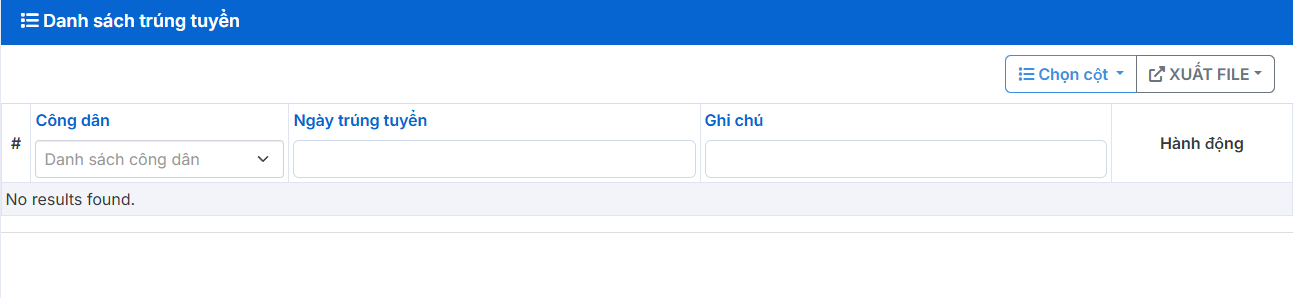 Danh sách trúng tuyển
Chọn cột XUẤT FILE
# Công dân Ngày trúng tuyển Ghi chú Hành động
Danh sách công dân
No results found.